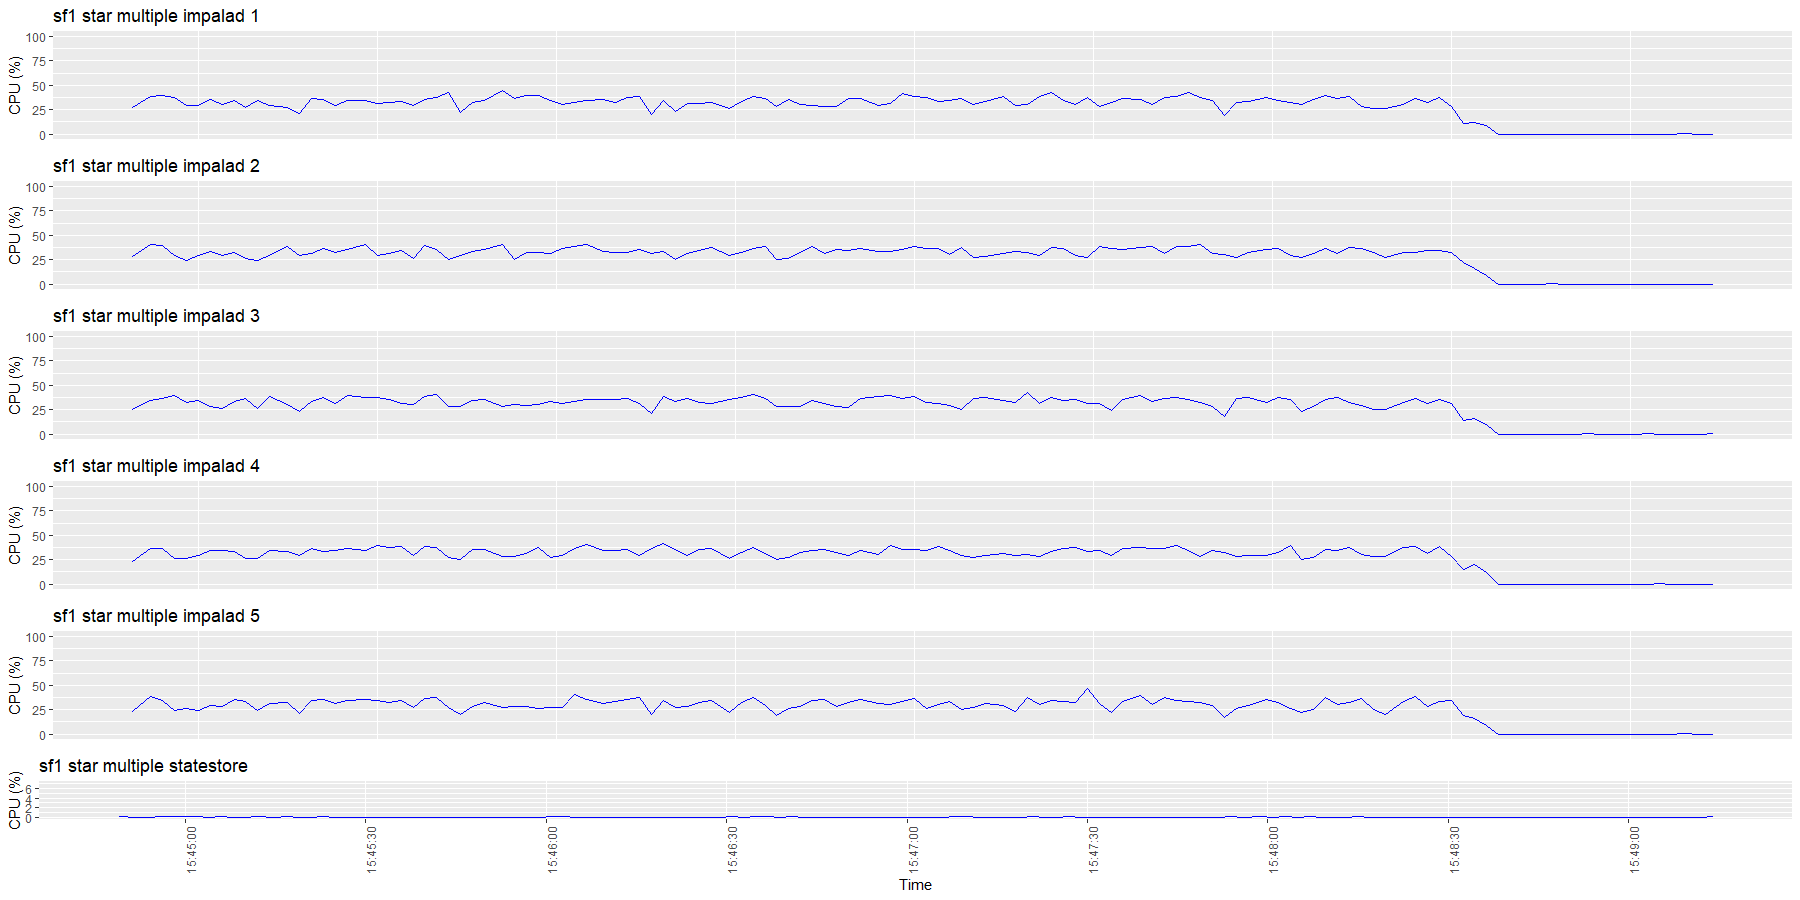 sf1 star multiple impalad 1
CPU (%)
100
75
50
25
0
sf1 star multiple impalad 2
CPU (%)
100
75
50
25
0
sf1 star multiple impalad 3
CPU (%)
100
75
50
25
0
sf1 star multiple impalad 4
CPU (%)
100
75
50
25
0
sf1 star multiple impalad 5
CPU (%)
100
75
50
25
0
sf1 star multiple statestore
CPU (%)
6
4
2
0
15:45:00
15:45:30
15:46:00
15:46:30
15:47:00
15:47:30
15:48:00
15:48:30
15:49:00
Time